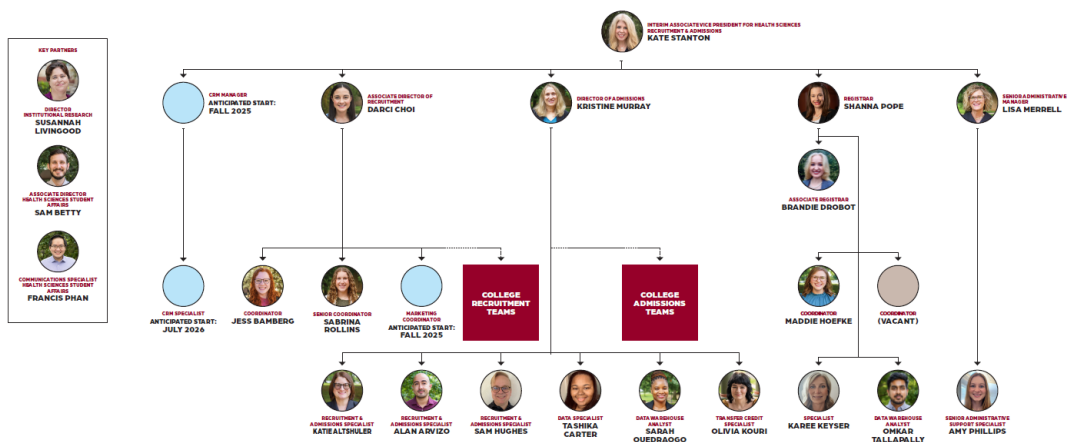 INTERIM ASSOCIATE VICE PRESIDENT FOR HEALTH SCIENCES
RECRUITMENT & ADMISSIONS
KATE STANTON
KEY PARTNERS
DIRECTOR
INSTITUTIONAL RESEARCH
SUSANNAH
LIVINGOOD
ASSOCIATE DIRECTOR
HEALTH SCIENCES STUDENT
AFFAIRS
SAM BETTY
COMMUNICATIONS SPECIALIST
HEALTH SCIENCES STUDENT
AFFAIRS
FRANCIS PHAN
CRM MANAGER
ANTICIPATED START:
FALL 2025
ASSOCIATE DIRECTOR OF
RECRUITMENT
DARCI CHOI
DIRECTOR OF ADMISSIONS
KRISTINE MURRAY
REGISTRAR
SHANNA POPE
SENIOR ADMINISTRATIVE
MANAGER
LISA MERRELL
ASSOCIATE REGISTRAR
BRANDIE DROBOT
CRM SPECIALIST
ANTICIPATED START:
JULY 2026
COORDINATOR
JESS BAMBERG
SENIOR COORDINATOR
SABRINA
ROLLINS
MARKETING
COORDINATOR
ANTICIPATED START:
FALL 2025
COLLEGE
RECRUITMENT
TEAMS
COLLEGE
ADMISSIONS
TEAMS
COORDINATOR
MADDIE HOEFKE
COORDINATOR
(VACANT)
RECRUITMENT &
ADMISSIONS SPECIALIST
KATIE ALTSHULER
RECRUITMENT &
ADMISSIONS SPECIALIST
ALAN ARVIZO
RECRUITMENT &
ADMISSIONS SPECIALIST
SAM HUGHES
DATA SPECIALIST
TASHIKA
CARTER
DATA WAREHOUSE
ANALYST
SARAH
OUEDRAOGO
TRANSFER CREDIT
SPECIALIST
OLIVIA KOURI
SPECIALIST
KAREE KEYSER
DATA WAREHOUSE
ANALYST
OMKAR
TALLAPALLY
SENIOR ADMINISTRATIVE
SUPPORT SPECIALIST
AMY PHILLIPS